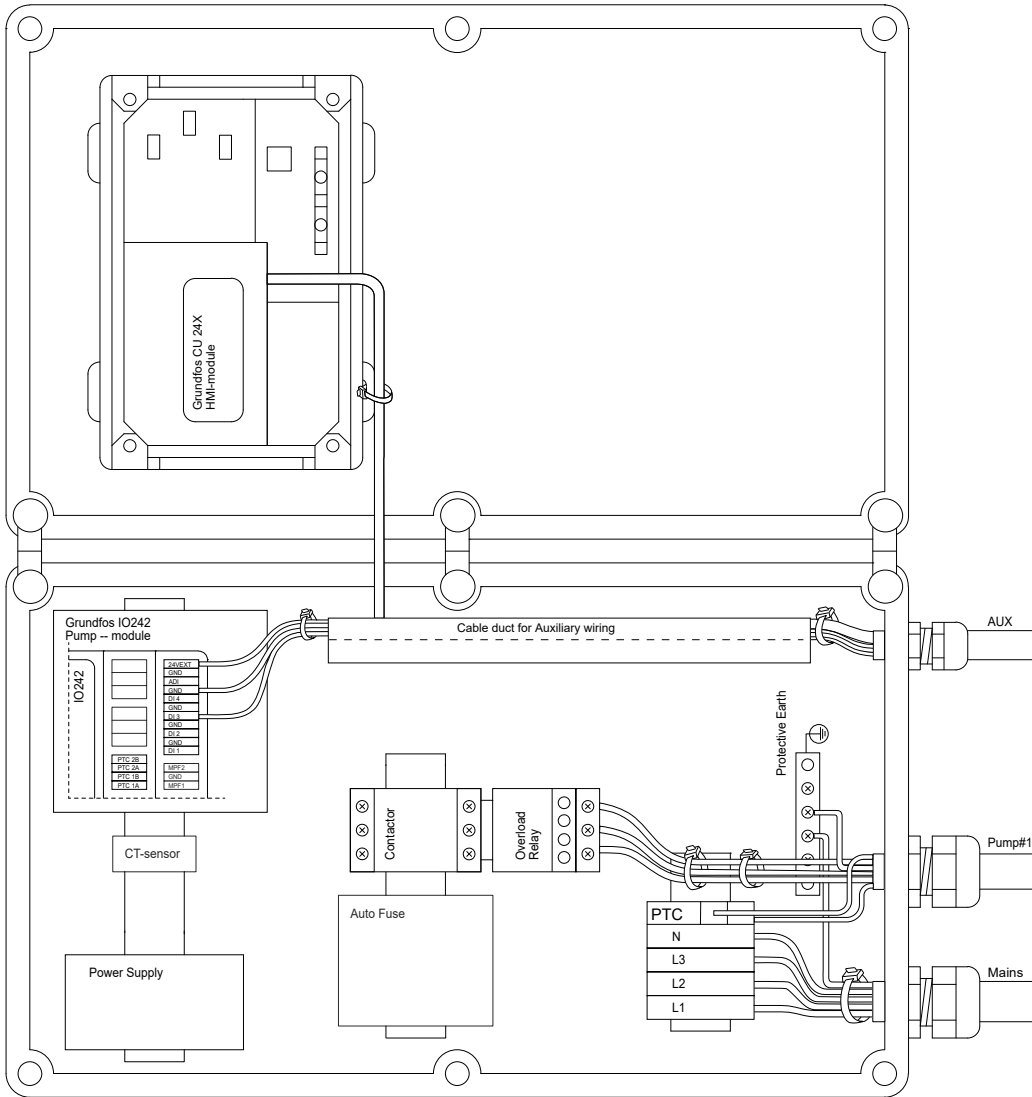 Grundfos CU 24X
HMI-module
Grundfos IO242
Pump -- module
IO242
24VEXT
GND
ADI
GND
DI 4
GND
DI 3
GND
DI 2
GND
DI 1
PTC 2B
PTC 2A
PTC 1B
PTC 1A
MPF2
GND
MPF1
Cable duct for Auxiliary wiring
AUX
Protective Earth
CT-sensor
Contactor
Overload
Relay
Pump#1
Auto Fuse
PTC
N
L3
L2
L1
Power Supply
Mains